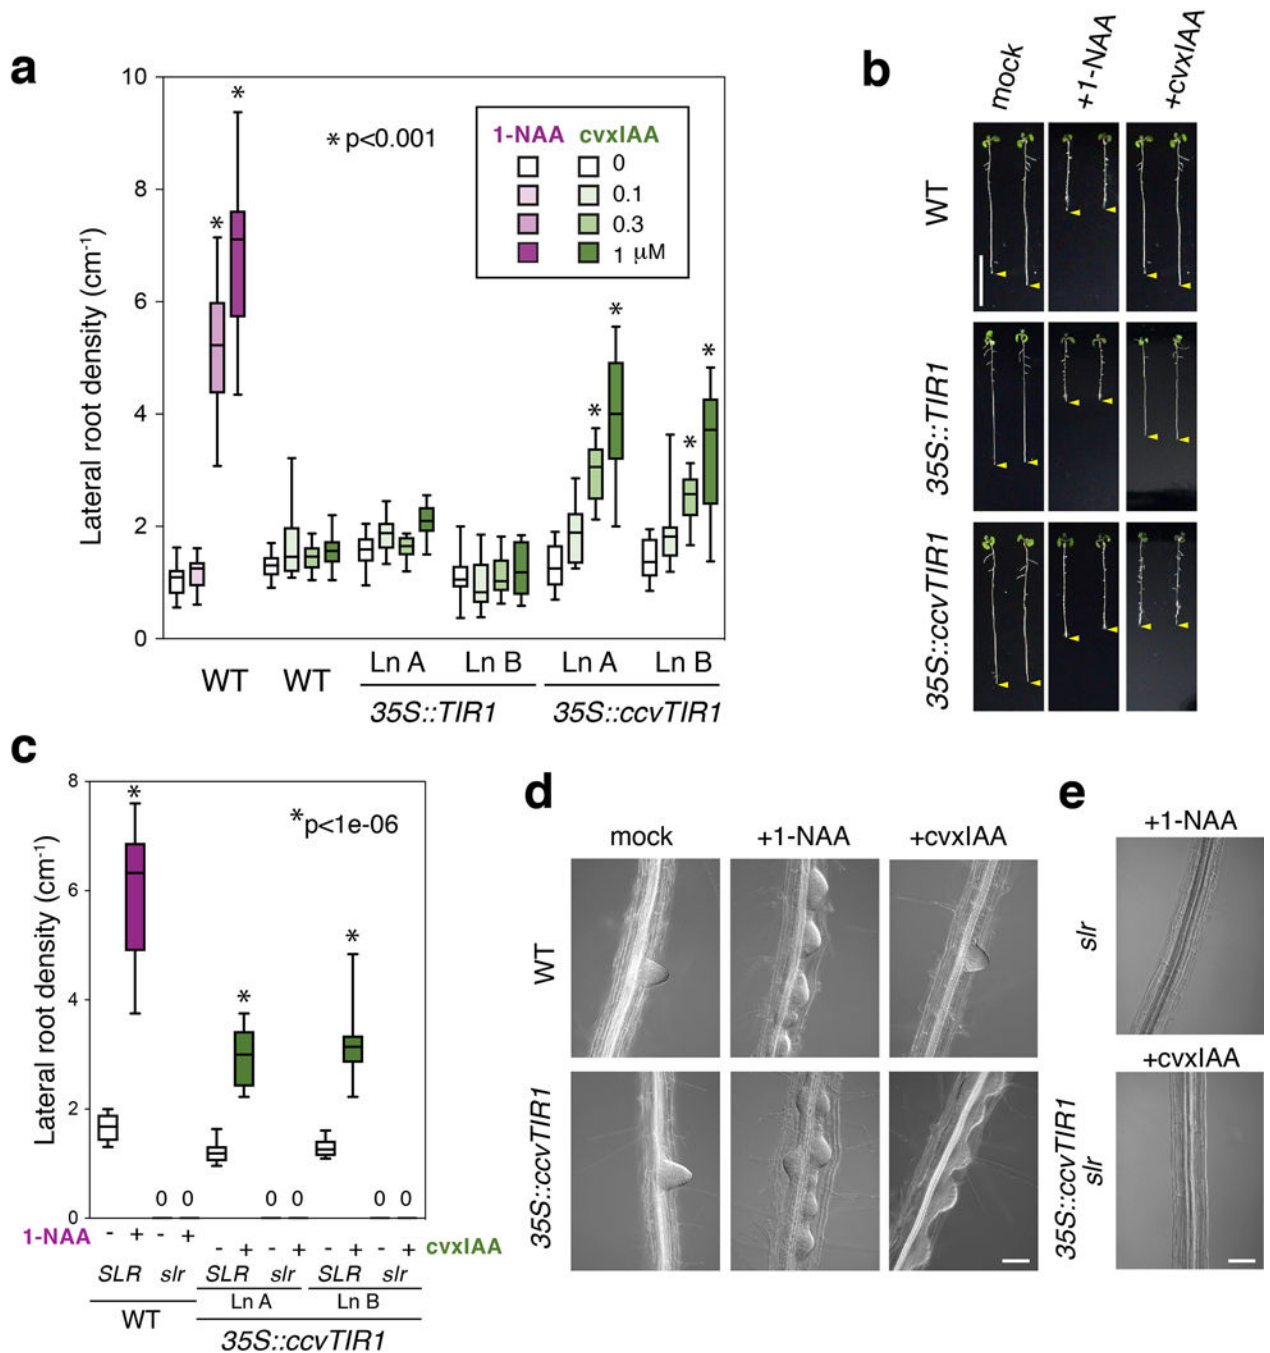 a
10
8
6
4
2
0
Lateral root density (cm-1)
* p<0.001
1-NAA cvxIAA
0
0.1
0.3
1 μM
*
*
*
*
*
*
WT WT Ln A Ln B Ln A Ln B
35S::TIR1 35S::ccvTIR1
b
mock +1-NAA +cvxIAA
WT
35S::TIR1
35S::ccvTIR1
c
8
6
4
2
0
Lateral root density (cm-1)
*p<1e-06
*
*
*
0 0 0 0 0 0
1-NAA - + - +
- + - + - + - + cvxIAA
SLR slr SLR slr SLR slr
WT Ln A Ln B
35S::ccvTIR1
d
mock +1-NAA +cvxIAA
WT
35S::ccvTIR1
e
+1-NAA
slr
+cvxIAA
35S::ccvTIR1
slr